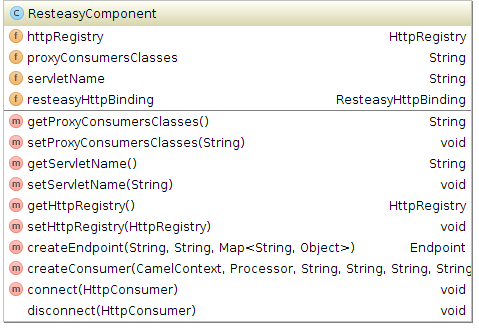 C ResteasyComponent
f httpRegistry HttpRegistry
f proxyConsumersClasses String
f servletName String
f resteasyHttpBinding ResteasyHttpBinding
m getProxyConsumersClasses() String
m setProxyConsumersClasses(String) void
m getServletName() String
m setServletName(String) void
m getHttpRegistry() HttpRegistry
m setHttpRegistry(HttpRegistry) void
m createEndpoint(String, String, Map<String, Object>) Endpoint
m createConsumer(CamelContext, Processor, String, String, String, String
m connect(HttpConsumer) void
disconnect(HttpConsumer) void